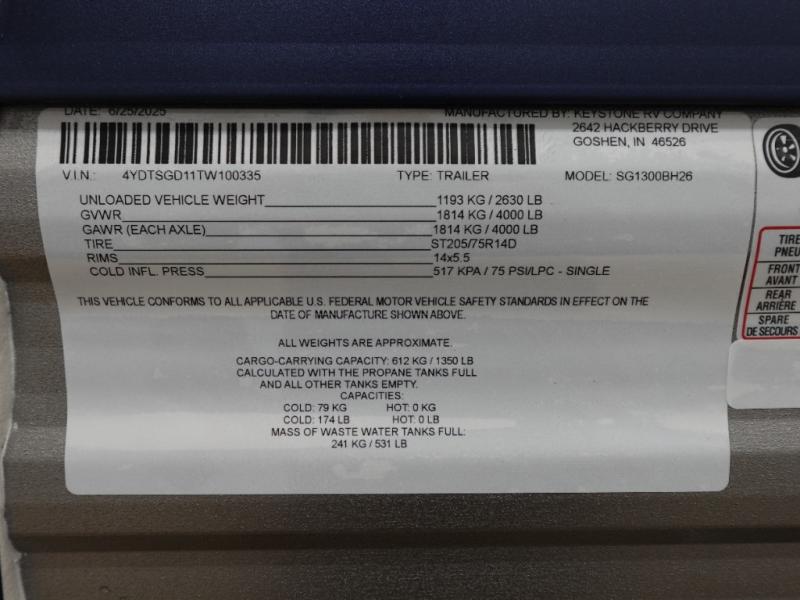 DATE: 6/25/2025 MANUFACTURED BY: KEYSTONE RV COMPANY
2642 HACKBERRY DRIVE
GOSHEN, IN 46526
V.I.N.: 4YDTSGD11TW100335 TYPE: TRAILER MODEL: SG1300BH26
UNLOADED VEHICLE WEIGHT 1193 KG / 2630 LB
GVWR 1814 KG / 4000 LB
GAWR (EACH AXLE) 1814 KG / 4000 LB
TIRE ST205/75R14D
RIMS 14x5.5
COLD INFL. PRESS 517 KPA / 75 PSI/LPC - SINGLE
THIS VEHICLE CONFORMS TO ALL APPLICABLE U.S. FEDERAL MOTOR VEHICLE SAFETY STANDARDS IN EFFECT ON THE
DATE OF MANUFACTURE SHOWN ABOVE.
ALL WEIGHTS ARE APPROXIMATE.
CARGO-CARRYING CAPACITY: 612 KG / 1350 LB
CALCULATED WITH THE PROPANE TANKS FULL
AND ALL OTHER TANKS EMPTY.
CAPACITIES:
COLD: 79 KG HOT: 0 KG
COLD: 174 LB HOT: 0 LB
MASS OF WASTE WATER TANKS FULL:
241 KG / 531 LB
TIRE
PNEU
FRONT
AVANT
REAR
ARRIÈRE
SPARE
DE SECOURS